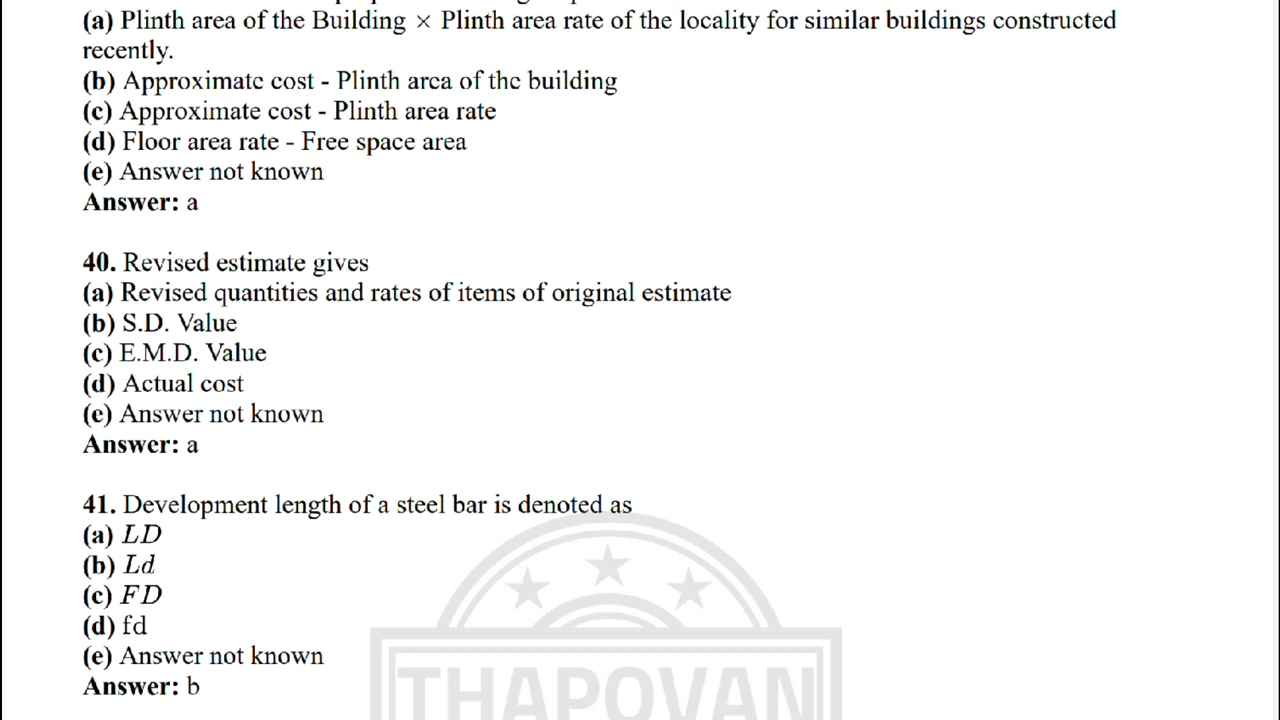 (a) Plinth area of the Building × Plinth area rate of the locality for similar buildings constructed
recently.
(b) Approximate cost - Plinth area of the building
(c) Approximate cost - Plinth area rate
(d) Floor area rate - Free space area
(e) Answer not known
Answer: a
40. Revised estimate gives
(a) Revised quantities and rates of items of original estimate
(b) S.D. Value
(c) E.M.D. Value
(d) Actual cost
(e) Answer not known
Answer: a
41. Development length of a steel bar is denoted as
(a) LD
(b) Ld
(c) FD
(d) fd
(e) Answer not known
Answer: b
THAPOVAN